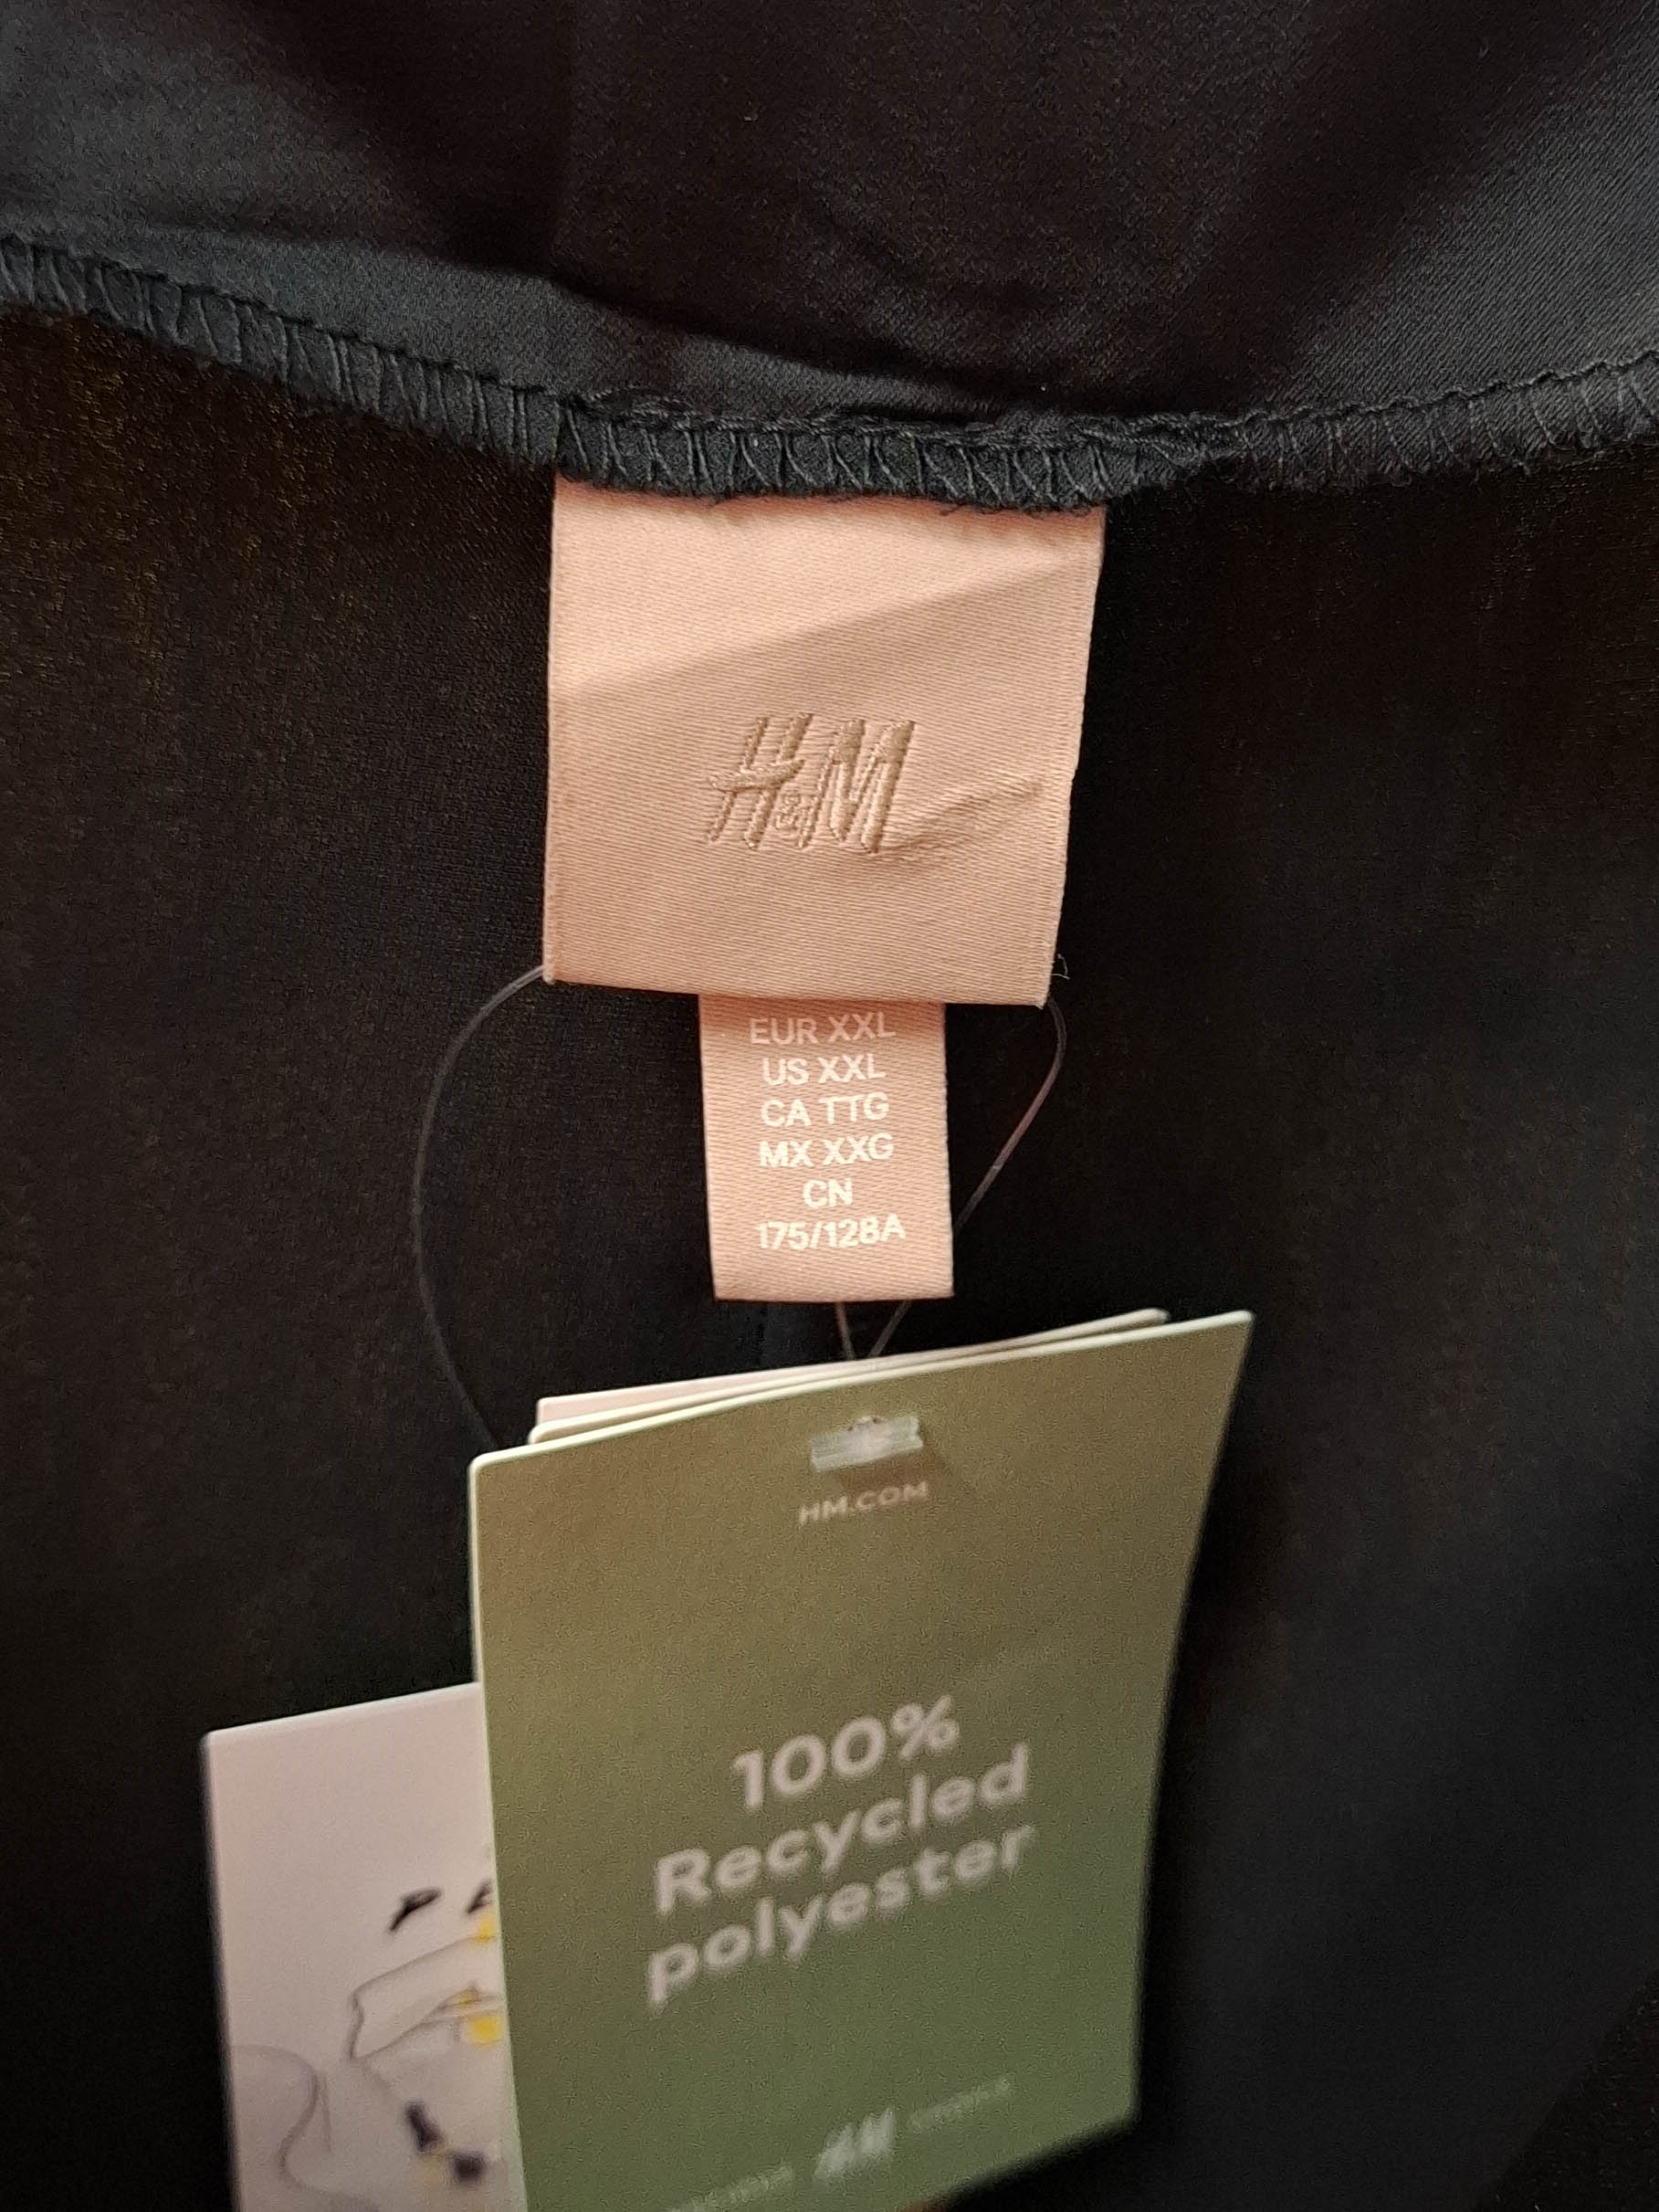 H&M
EUR XXL
US XXL
CA TTG
MX XXG
CN
175/128A
HM.COM
100%
Recycled
polyester
H&M